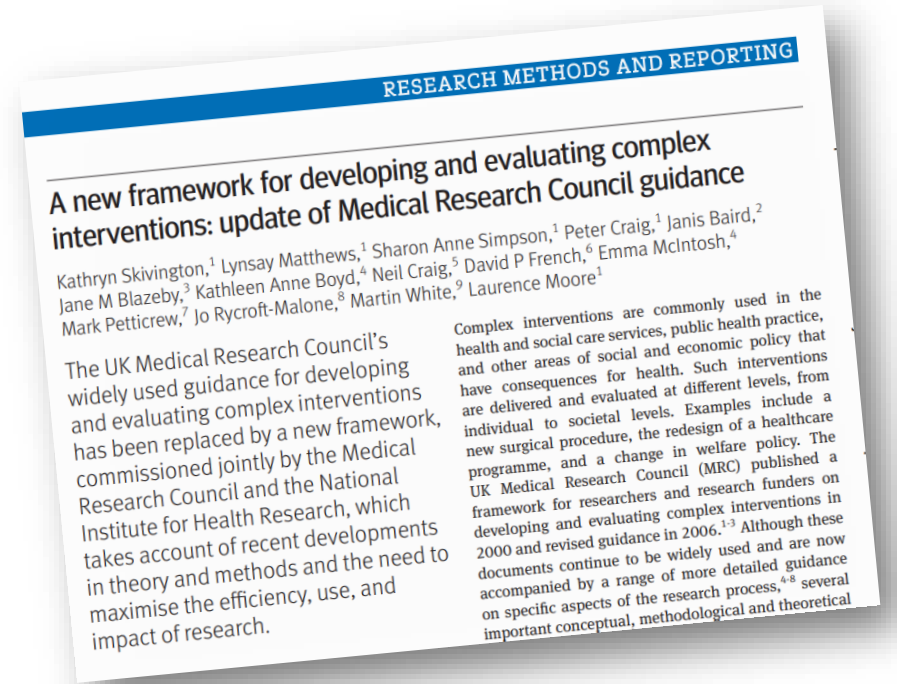 RESEARCH METHODS AND REPORTING
A new framework for developing and evaluating complex
interventions: update of Medical Research Council guidance
Kathryn Skivington,1 Lynsay Matthews,1 Sharon Anne Simpson,1 Peter Craig,1 Janis Baird,2
Jane M Blazeby,3 Kathleen Anne Boyd,4 Neil Craig,5 David P French,6 Emma McIntosh,4
Mark Petticrew,7 Jo Rycroft-Malone,8 Martin White,9 Laurence Moore1
The UK Medical Research Council's
widely used guidance for developing
and evaluating complex interventions
has been replaced by a new framework,
commissioned jointly by the Medical
Research Council and the National
Institute for Health Research, which
takes account of recent developments
in theory and methods and the need to
maximise the efficiency, use, and
impact of research.
Complex interventions are commonly used in the
health and social care services, public health practice,
and other areas of social and economic policy that
have consequences for health. Such interventions
are delivered and evaluated at different levels, from
individual to societal levels. Examples include a
new surgical procedure, the redesign of a healthcare
programme, and a change in welfare policy. The
UK Medical Research Council (MRC) published a
framework for researchers and research funders on
developing and evaluating complex interventions in
2000 and revised guidance in 2006.1-3 Although these
documents continue to be widely used and are now
accompanied by a range of more detailed guidance
on specific aspects of the research process,4-8 several
important conceptual, methodological and theoretical